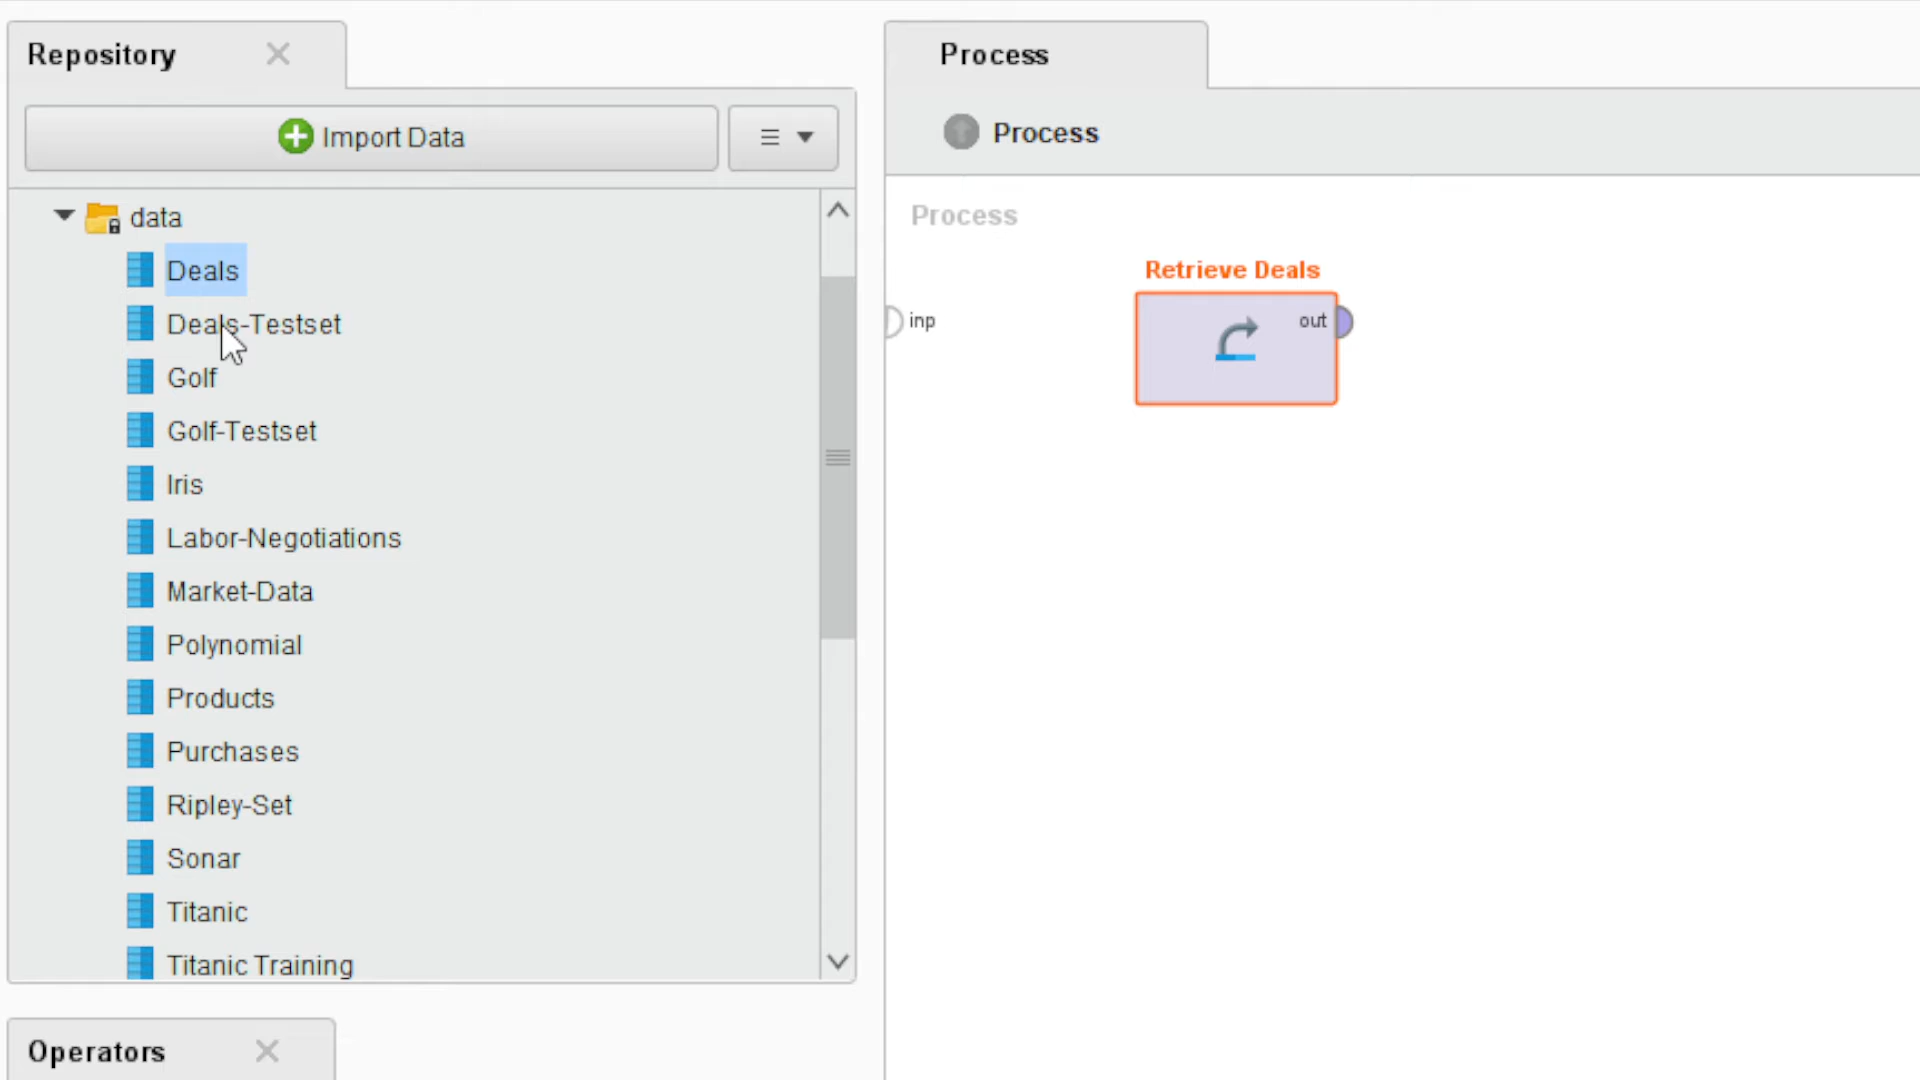 Repository
Import Data
data
Deals
Deals-Testset
Golf
Golf-Testset
Iris
Labor-Negotiations
Market-Data
Polynomial
Products
Purchases
Ripley-Set
Sonar
Titanic
Titanic Training
Operators
Process
Process
Process
Retrieve Deals
inp
out